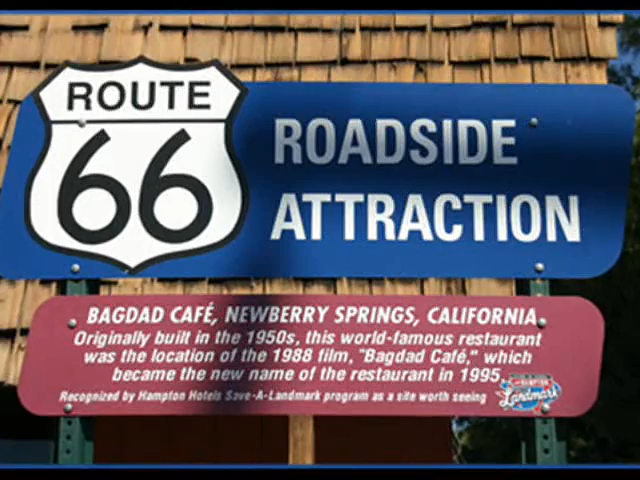 ROUTE
66
ROADSIDE
ATTRACTION
BAGDAD CAFÉ, NEWBERRY SPRINGS, CALIFORNIA
Originally built in the 1950s, this world-famous restaurant
was the location of the 1988 film, "Bagdad Café," which
became the new name of the restaurant in 1995.
Recognized by Hampton Hotels Save-A-Landmark program as a site worth seeing
Landmark